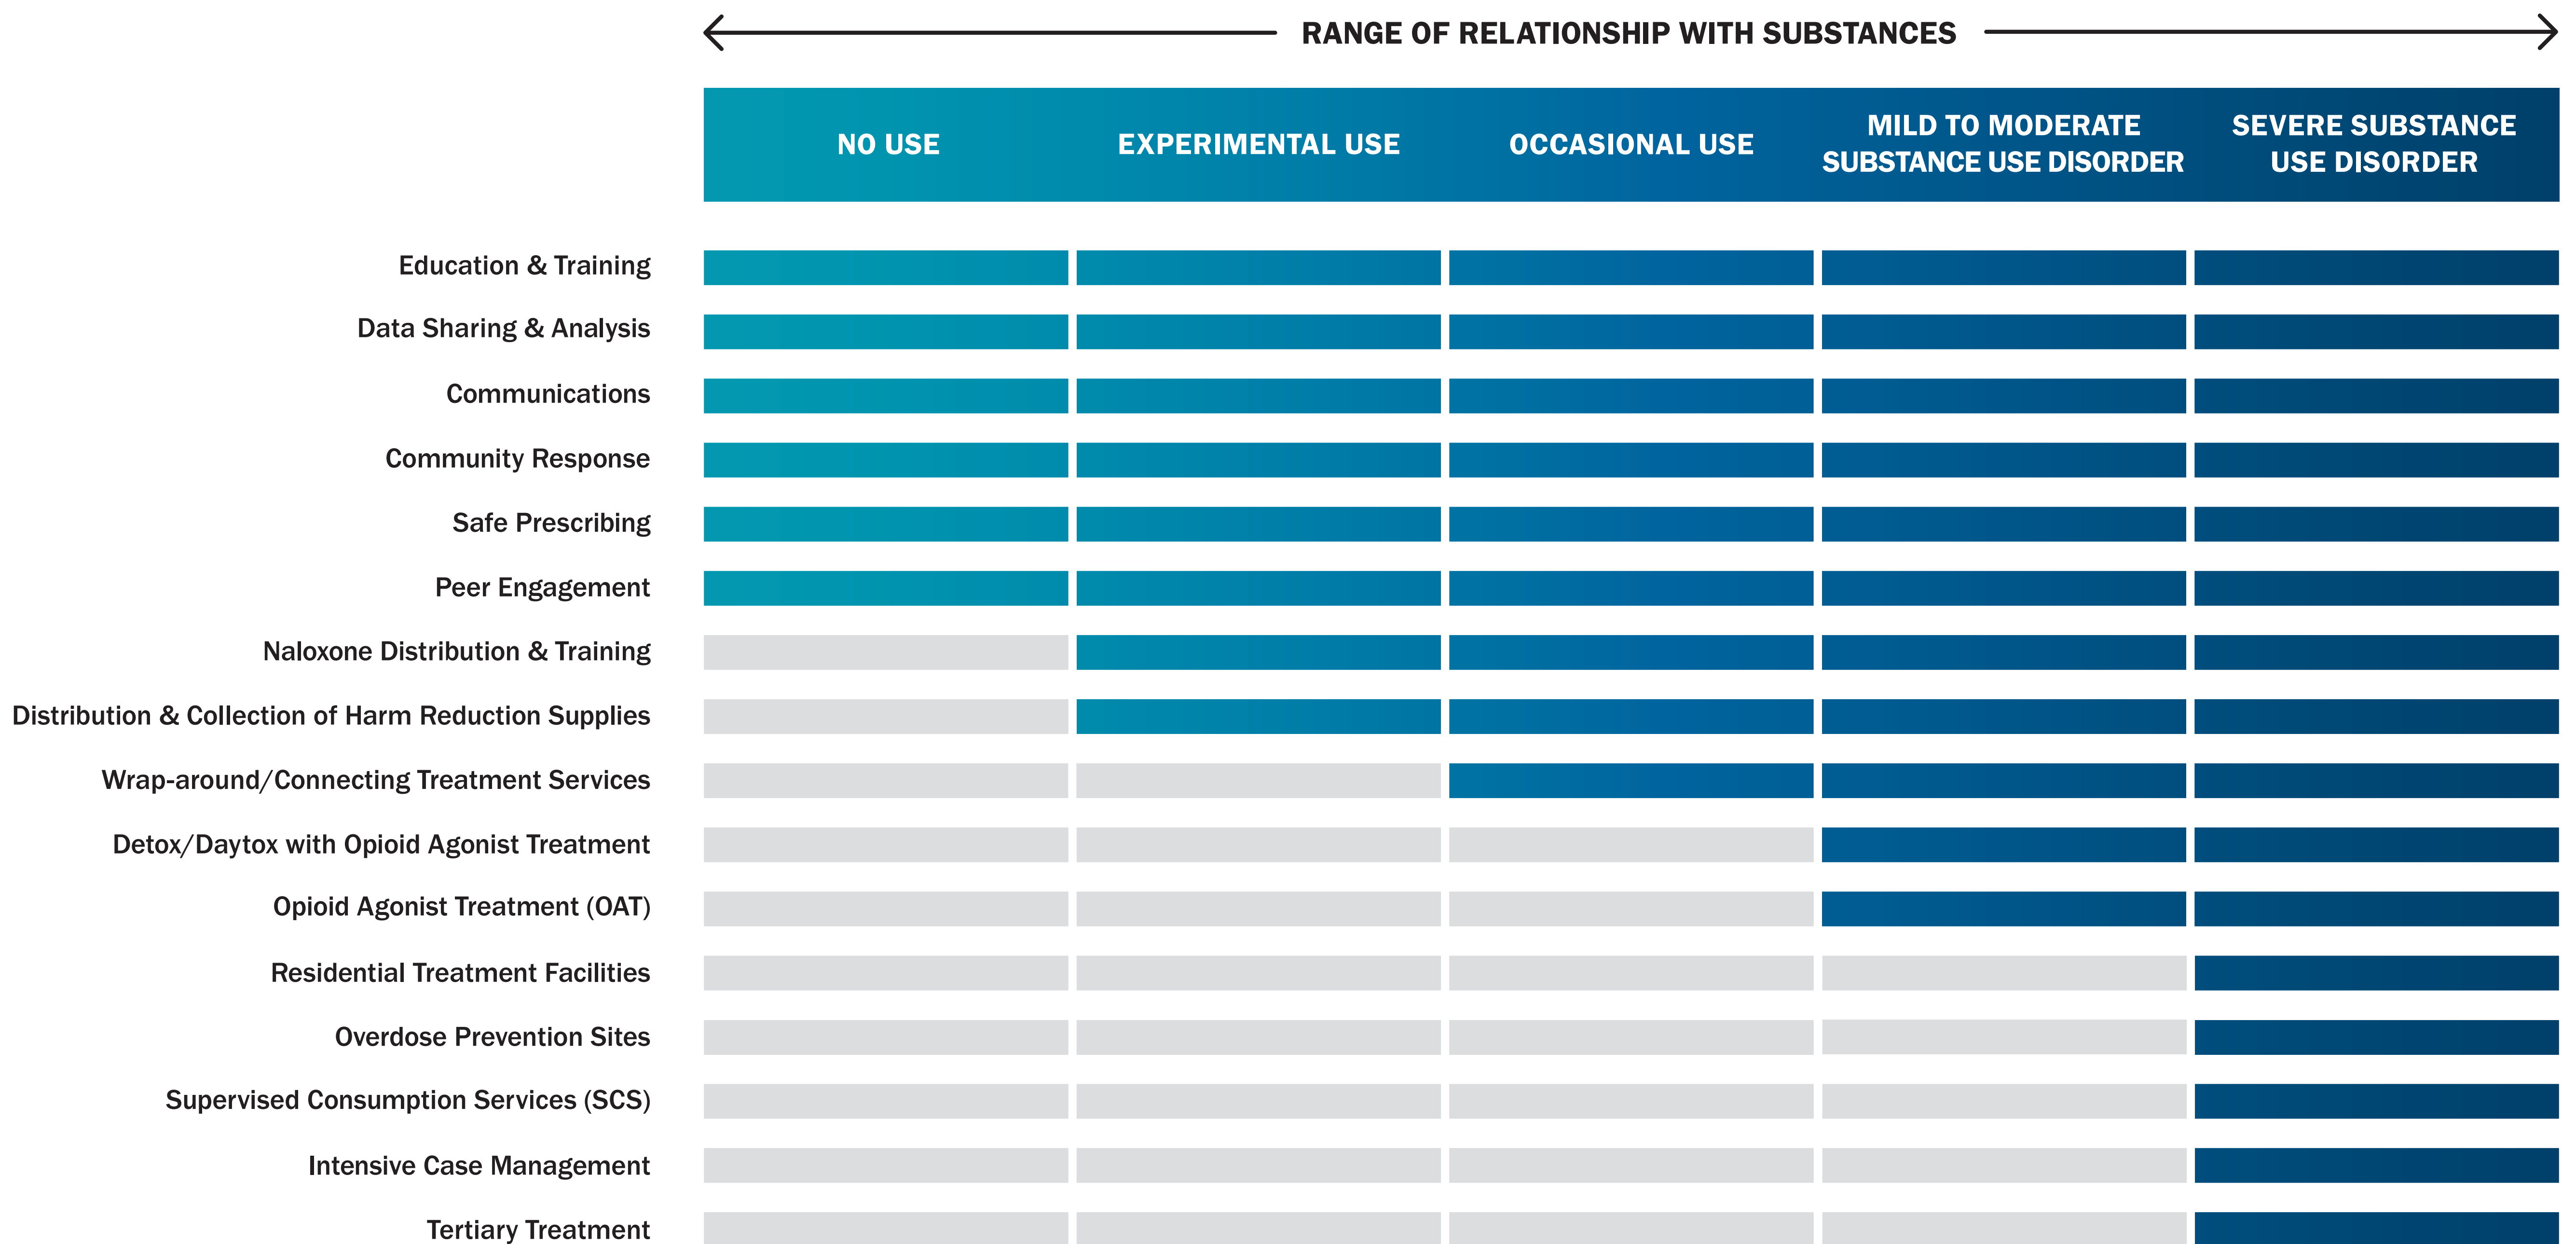 RANGE OF RELATIONSHIP WITH SUBSTANCES
NO USE
EXPERIMENTAL USE
OCCASIONAL USE
MILD TO MODERATE
SUBSTANCE USE DISORDER
SEVERE SUBSTANCE
USE DISORDER
Education & Training
Data Sharing & Analysis
Communications
Community Response
Safe Prescribing
Peer Engagement
Naloxone Distribution & Training
Distribution & Collection of Harm Reduction Supplies
Wrap-around/Connecting Treatment Services
Detox/Daytox with Opioid Agonist Treatment
Opioid Agonist Treatment (OAT)
Residential Treatment Facilities
Overdose Prevention Sites
Supervised Consumption Services (SCS)
Intensive Case Management
Tertiary Treatment